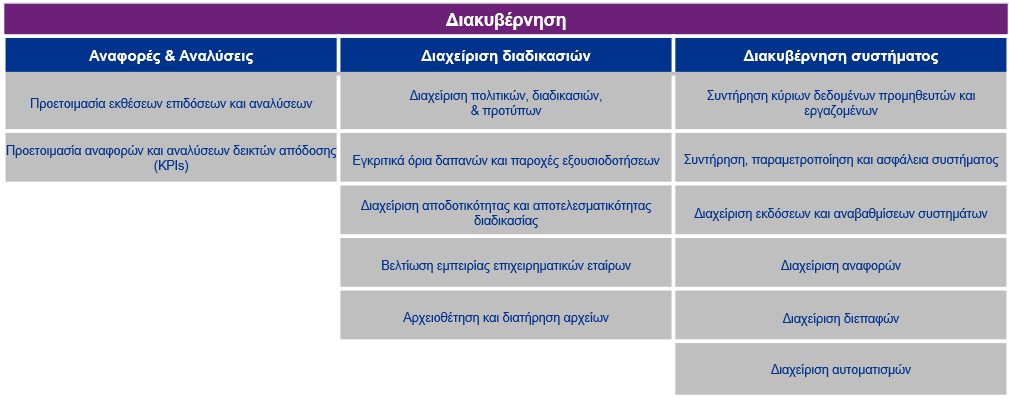 Διακυβέρνηση
Αναφορές & Αναλύσεις
Διαχείριση διαδικασιών
Διακυβέρνηση συστήματος
Προετοιμασία εκθέσεων επιδόσεων και αναλύσεων
Διαχείριση πολιτικών, διαδικασιών,
& προτύπων
Συντήρηση κύριων δεδομένων προμηθευτών και
εργαζομένων
Προετοιμασία αναφορών και αναλύσεων δεικτών απόδοσης
(KPIs)
Εγκριτικά όρια δαπανών και παροχές εξουσιοδοτήσεων
Συντήρηση, παραμετροποίηση και ασφάλεια συστήματος
Διαχείριση αποδοτικότητας και αποτελεσματικότητας
διαδικασίας
Διαχείριση εκδόσεων και αναβαθμίσεων συστημάτων
Βελτίωση εμπειρίας επιχειρηματικών εταίρων
Διαχείριση αναφορών
Αρχειοθέτηση και διατήρηση αρχείων
Διαχείριση διεπαφών
Διαχείριση αυτοματισμών